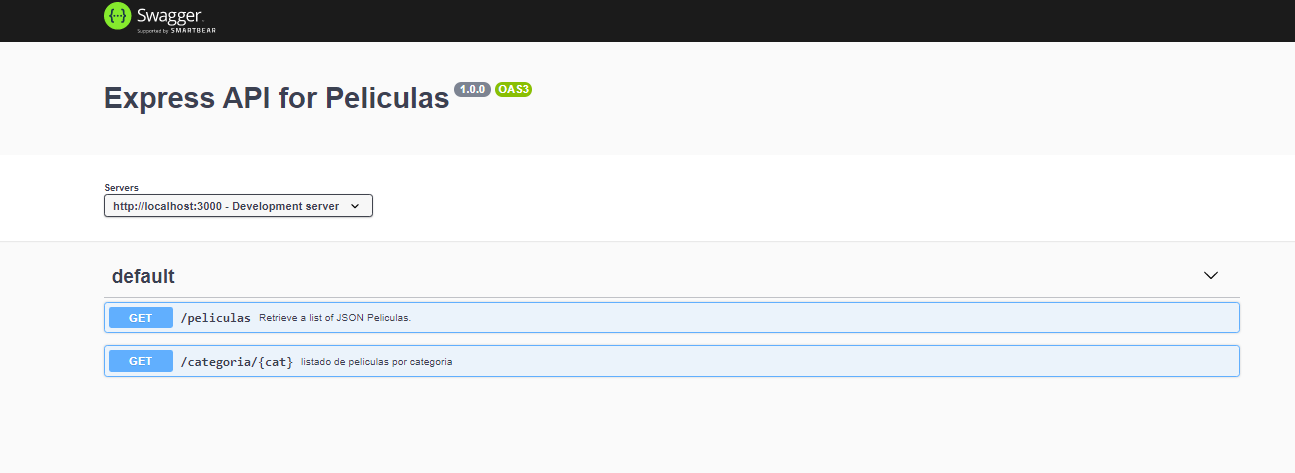 Swagger
Supported by SMARTBEAR
Express API for Peliculas 1.0.0 OAS3
Servers
http://localhost:3000 - Development server
default
GET /peliculas Retrieve a list of JSON Peliculas.
GET /categoria/{cat} listado de peliculas por categoria